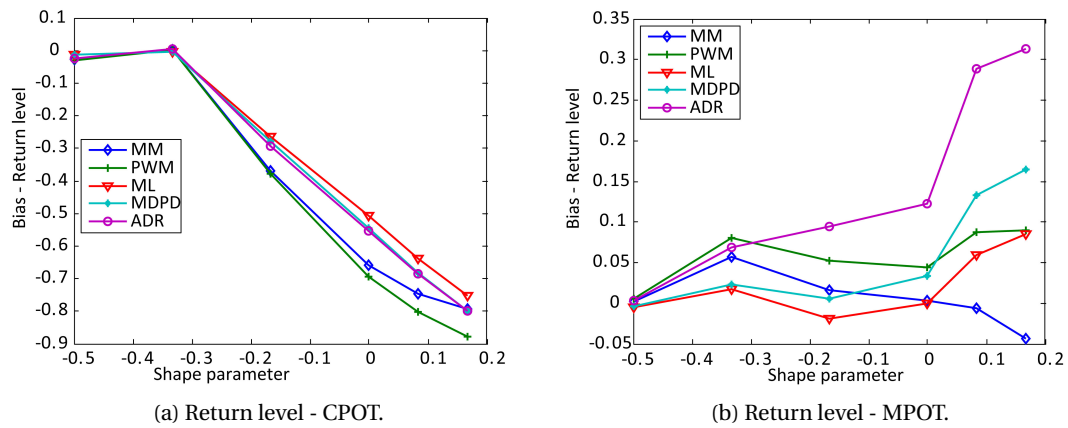 0.1
0
-0.1
-0.2
-0.3
-0.4
-0.5
-0.6
-0.7
-0.8
-0.9
Bias - Return level
MM
PWM
ML
MDPD
ADR
-0.5 -0.4 -0.3 -0.2 -0.1 0 0.1 0.2
Shape parameter
(a) Return level - CPOT.
0.35
0.3
0.25
0.2
0.15
0.1
0.05
0
-0.05
Bias - Return level
MM
PWM
ML
MDPD
ADR
-0.5 -0.4 -0.3 -0.2 -0.1 0 0.1 0.2
Shape parameter
(b) Return level - MPOT.